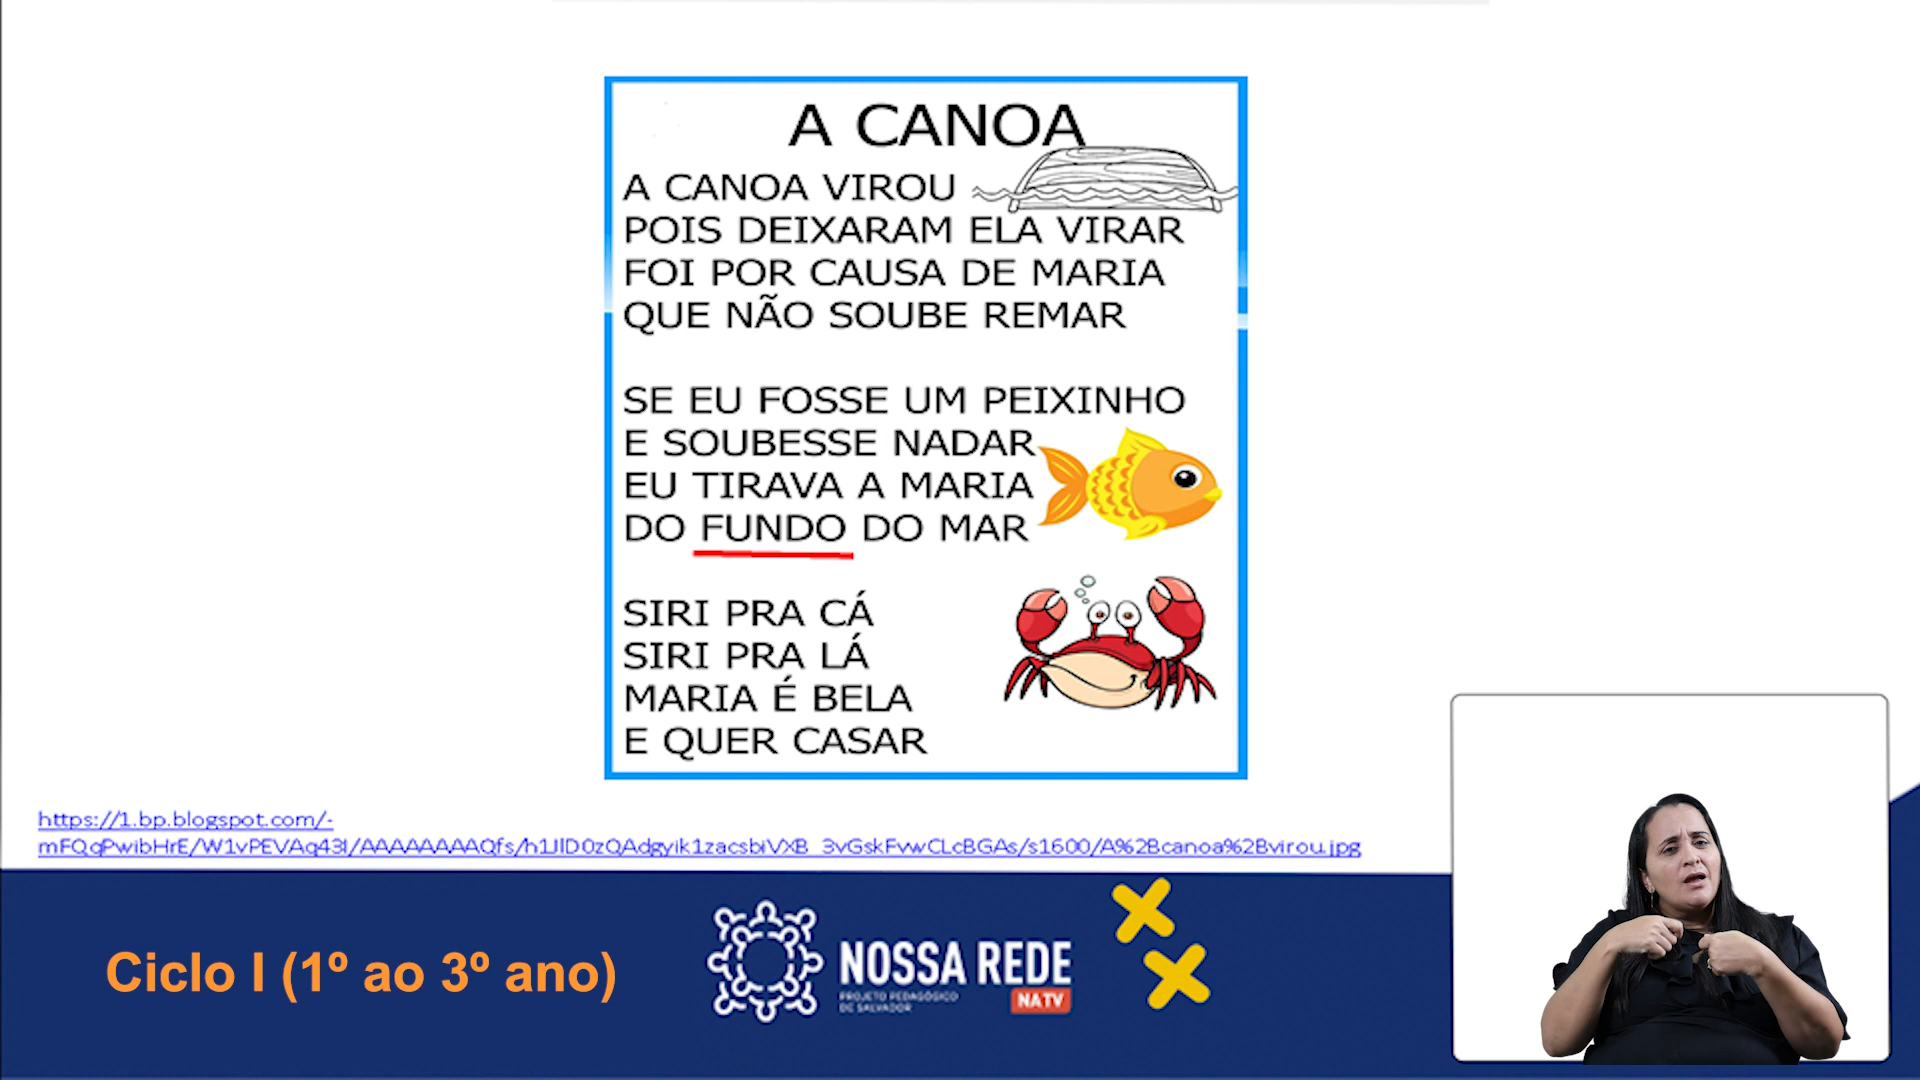 A CANOA
A CANOA VIROU
POIS DEIXARAM ELA VIRAR
FOI POR CAUSA DE MARIA
QUE NÃO SOUBE REMAR
SE EU FOSSE UM PEIXINHO
E SOUBESSE NADAR
EU TIRAVA A MARIA
DO FUNDO DO MAR
SIRI PRA CÁ
SIRI PRA LÁ
MARIA É BELA
E QUER CASAR
https://1.bp.blogspot.com/-
mFQqPwibHrE/W1vPEVAq43I/AAAAAAAAQfs/h1JlD0zQAdgyik1zacsbiVXB_3vGskFvwCLcBGAs/s1600/A%2Bcanoa%2Bvirou.jpg
Ciclo I (1º ao 3º ano)
NOSSA REDE
PROJETO PEDAGÓGICO
DE SALVADOR
NA TV